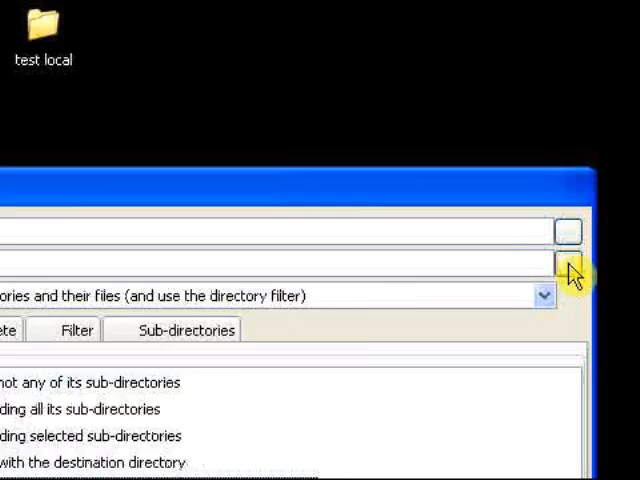 test local
ories and their files (and use the directory filter)
ete Filter Sub-directories
not any of its sub-directories
ding all its sub-directories
ding selected sub-directories
with the destination directory